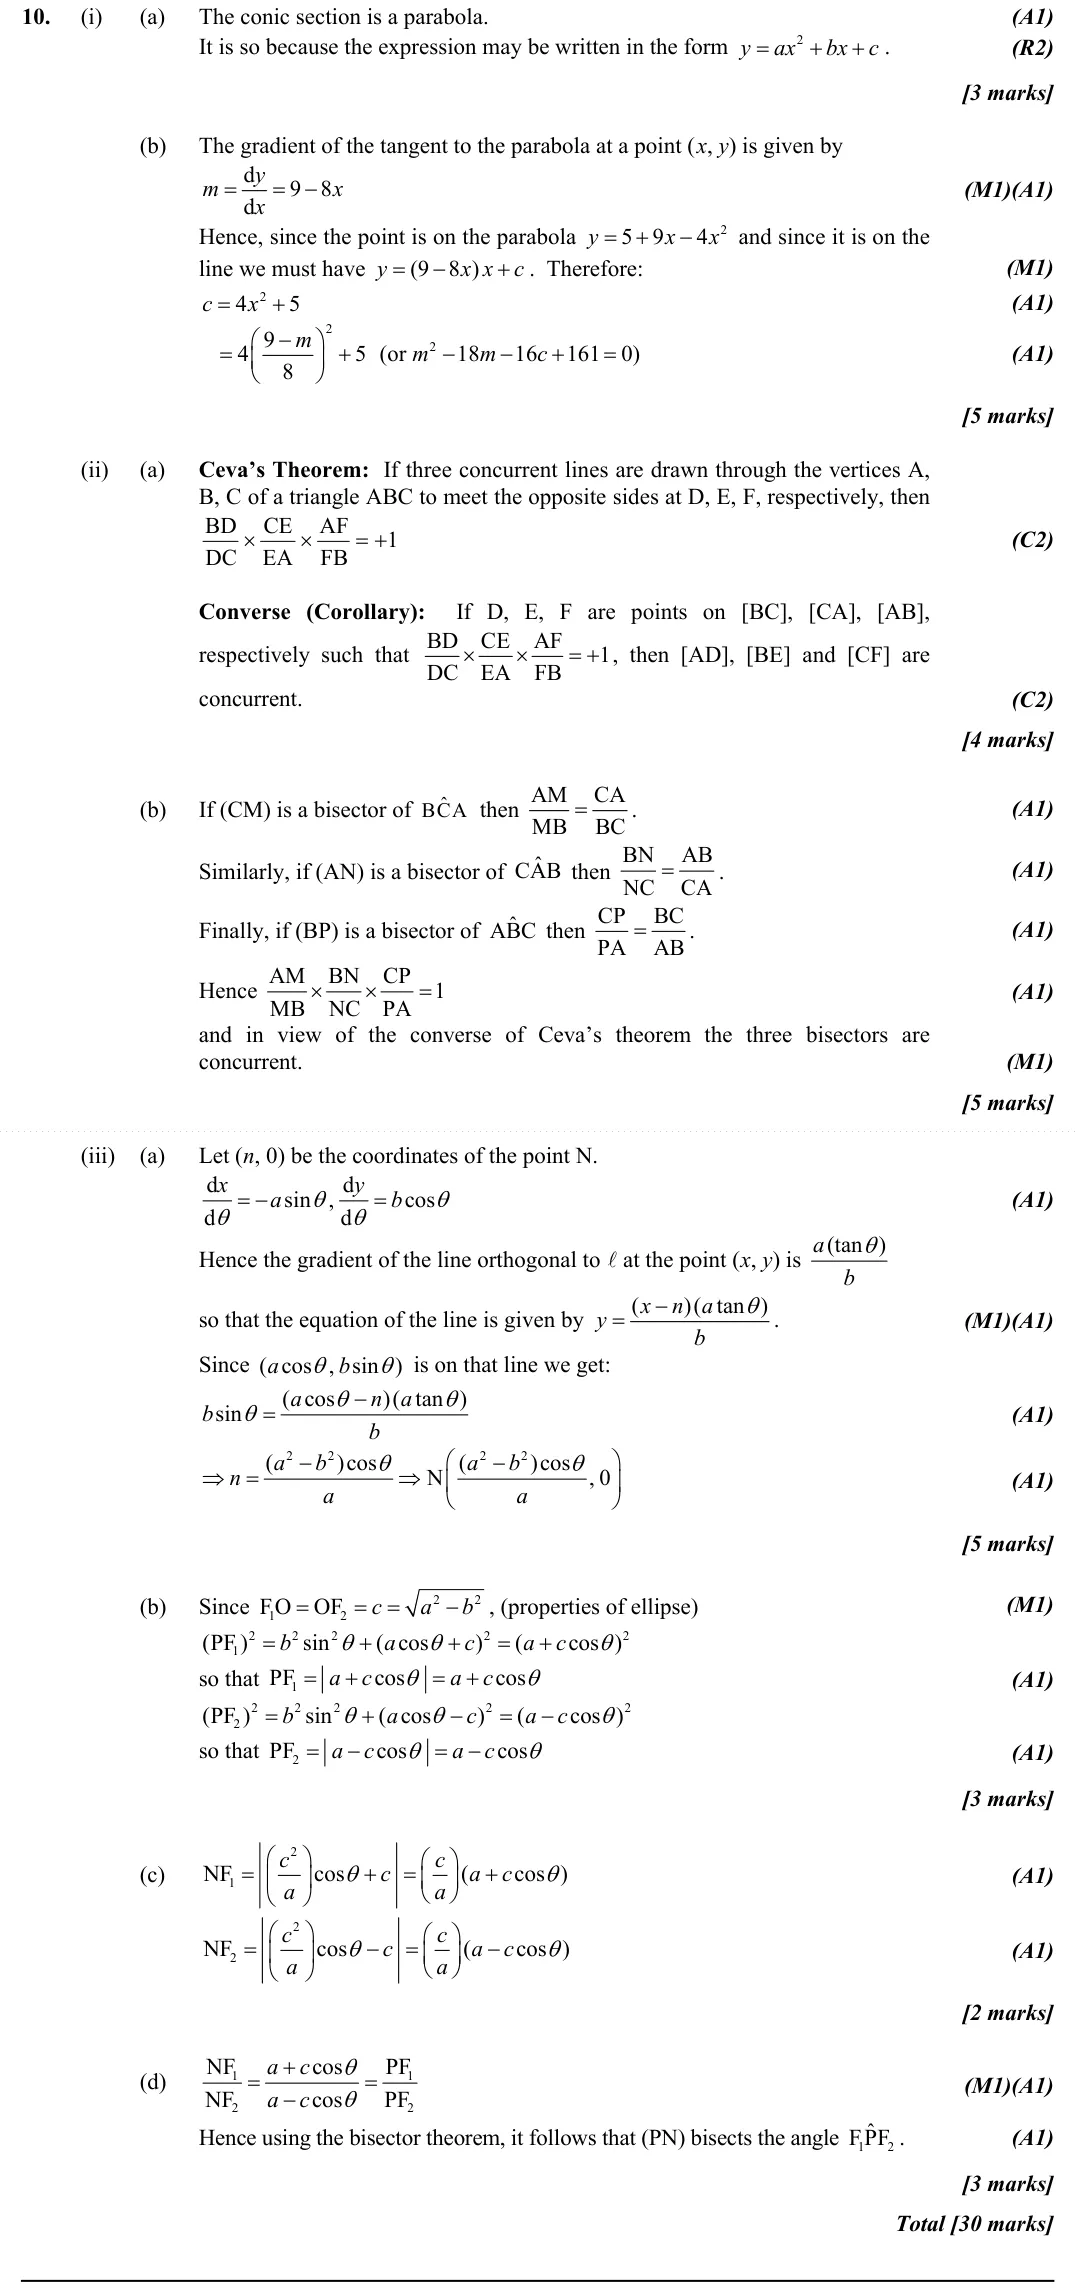 10. (i) (a) The conic section is a parabola. (A1)
It is so because the expression may be written in the form y = ax² + bx + c . (R2)
[3 marks]
(b) The gradient of the tangent to the parabola at a point (x, y) is given by
m = dy/dx = 9 − 8x (M1)(A1)
Hence, since the point is on the parabola y = 5 + 9x − 4x² and since it is on the
line we must have y = (9 − 8x) x + c . Therefore: (M1)
c = 4x² + 5 (A1)
= 4((9 − m)/8)² + 5 (or m² − 18m − 16c + 161 = 0) (A1)
[5 marks]
(ii) (a) Ceva's Theorem: If three concurrent lines are drawn through the vertices A,
B, C of a triangle ABC to meet the opposite sides at D, E, F, respectively, then
BD/DC × CE/EA × AF/FB = +1 (C2)
Converse (Corollary): If D, E, F are points on [BC], [CA], [AB],
respectively such that BD/DC × CE/EA × AF/FB = +1, then [AD], [BE] and [CF] are
concurrent. (C2)
[4 marks]
(b) If (CM) is a bisector of BĈA then AM/MB = CA/BC . (A1)
Similarly, if (AN) is a bisector of CÂB then BN/NC = AB/CA . (A1)
Finally, if (BP) is a bisector of AB̂C then CP/PA = BC/AB . (A1)
Hence AM/MB × BN/NC × CP/PA = 1 (A1)
and in view of the converse of Ceva's theorem the three bisectors are
concurrent. (M1)
[5 marks]
(iii) (a) Let (n, 0) be the coordinates of the point N.
dx/dθ = −a sin θ , dy/dθ = b cos θ (A1)
Hence the gradient of the line orthogonal to ℓ at the point (x, y) is a(tan θ)/b
so that the equation of the line is given by y = (x − n)(a tan θ)/b . (M1)(A1)
Since (a cos θ , b sin θ) is on that line we get:
b sin θ = (a cos θ − n)(a tan θ)/b (A1)
⇒ n = (a² − b²) cos θ/a ⇒ N((a² − b²) cos θ/a , 0) (A1)
[5 marks]
(b) Since F₁O = OF₂ = c = √(a² − b²) , (properties of ellipse) (M1)
(PF₁)² = b² sin² θ + (a cos θ + c)² = (a + c cos θ)²
so that PF₁ = |a + c cos θ| = a + c cos θ (A1)
(PF₂)² = b² sin² θ + (a cos θ − c)² = (a − c cos θ)²
so that PF₂ = |a − c cos θ| = a − c cos θ (A1)
[3 marks]
(c) NF₁ = |(c²/a) cos θ + c| = (c/a)(a + c cos θ) (A1)
NF₂ = |(c²/a) cos θ − c| = (c/a)(a − c cos θ) (A1)
[2 marks]
(d) NF₁/NF₂ = (a + c cos θ)/(a − c cos θ) = PF₁/PF₂ (M1)(A1)
Hence using the bisector theorem, it follows that (PN) bisects the angle F₁P̂F₂ . (A1)
[3 marks]
Total [30 marks]